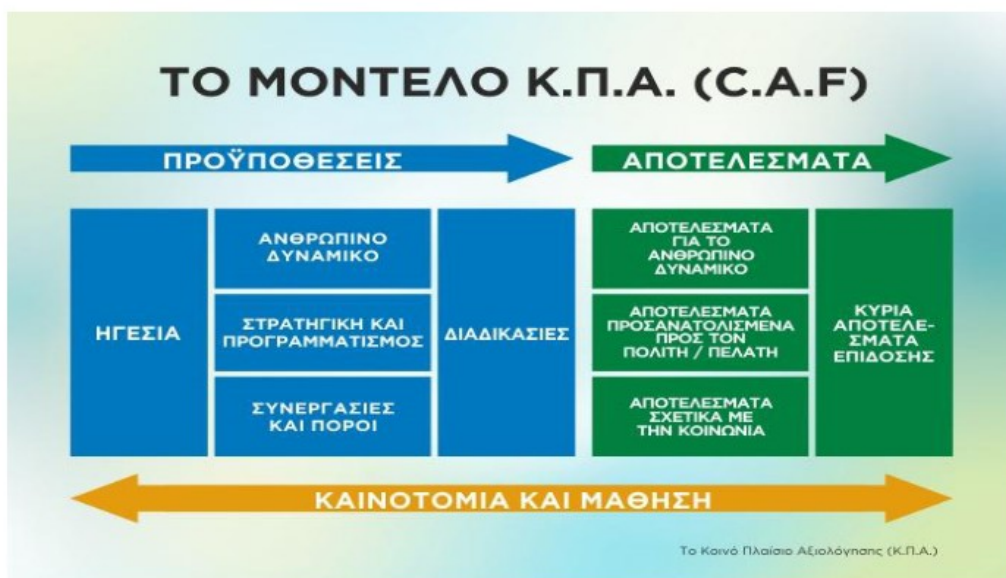 ΤΟ ΜΟΝΤΕΛΟ Κ.Π.Α. (C.A.F)
ΠΡΟΫΠΟΘΕΣΕΙΣ
ΑΠΟΤΕΛΕΣΜΑΤΑ
ΗΓΕΣΙΑ
ΑΝΘΡΩΠΙΝΟ
ΔΥΝΑΜΙΚΟ
ΣΤΡΑΤΗΓΙΚΗ ΚΑΙ
ΠΡΟΓΡΑΜΜΑΤΙΣΜΟΣ
ΣΥΝΕΡΓΑΣΙΕΣ
ΚΑΙ ΠΟΡΟΙ
ΔΙΑΔΙΚΑΣΙΕΣ
ΑΠΟΤΕΛΕΣΜΑΤΑ
ΓΙΑ ΤΟ
ΑΝΘΡΩΠΙΝΟ
ΔΥΝΑΜΙΚΟ
ΑΠΟΤΕΛΕΣΜΑΤΑ
ΠΡΟΣΑΝΑΤΟΛΙΣΜΕΝΑ
ΠΡΟΣ ΤΟΝ
ΠΟΛΙΤΗ / ΠΕΛΑΤΗ
ΑΠΟΤΕΛΕΣΜΑΤΑ
ΣΧΕΤΙΚΑ ΜΕ
ΤΗΝ ΚΟΙΝΩΝΙΑ
ΚΥΡΙΑ
ΑΠΟΤΕΛΕ-
ΣΜΑΤΑ
ΕΠΙΔΟΣΗΣ
ΚΑΙΝΟΤΟΜΙΑ ΚΑΙ ΜΑΘΗΣΗ
Το Κοινό Πλαίσιο Αξιολόγησης (Κ.Π.Α.)